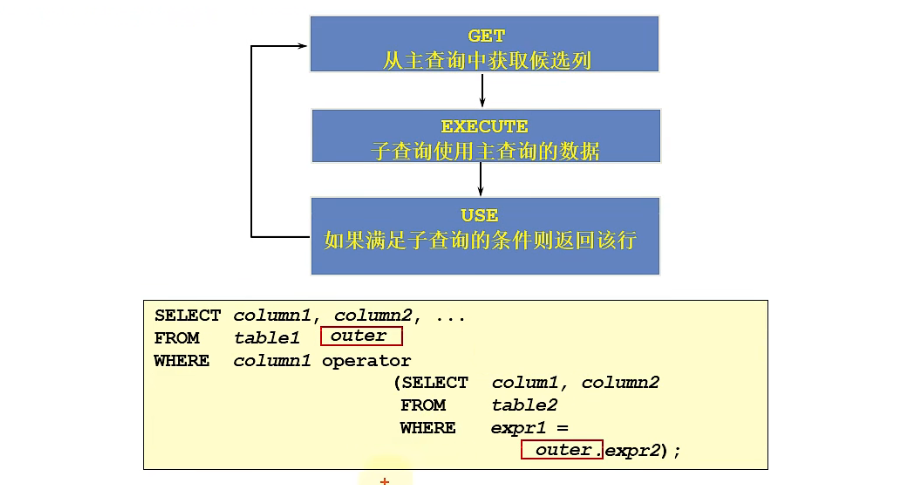 GET
从主查询中获取候选列
EXECUTE
子查询使用主查询的数据
USE
如果满足子查询的条件则返回该行
SELECT column1, column2, ...
FROM table1 outer
WHERE column1 operator
(SELECT colum1, column2
FROM table2
WHERE expr1 =
outer.expr2);